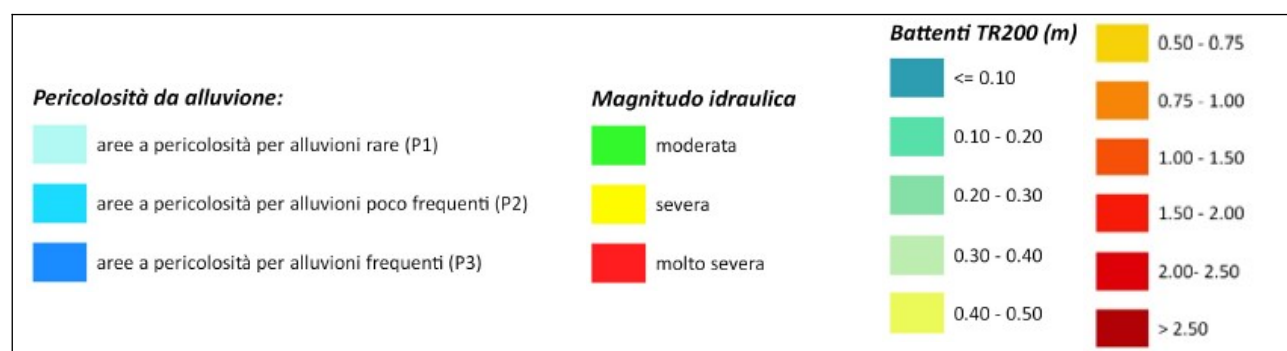 Pericolosità da alluvione:
aree a pericolosità per alluvioni rare (P1)
aree a pericolosità per alluvioni poco frequenti (P2)
aree a pericolosità per alluvioni frequenti (P3)
Magnitudo idraulica
moderata
severa
molto severa
Battenti TR200 (m)
<= 0.10
0.10 - 0.20
0.20 - 0.30
0.30 - 0.40
0.40 - 0.50
0.50 - 0.75
0.75 - 1.00
1.00 - 1.50
1.50 - 2.00
2.00- 2.50
> 2.50